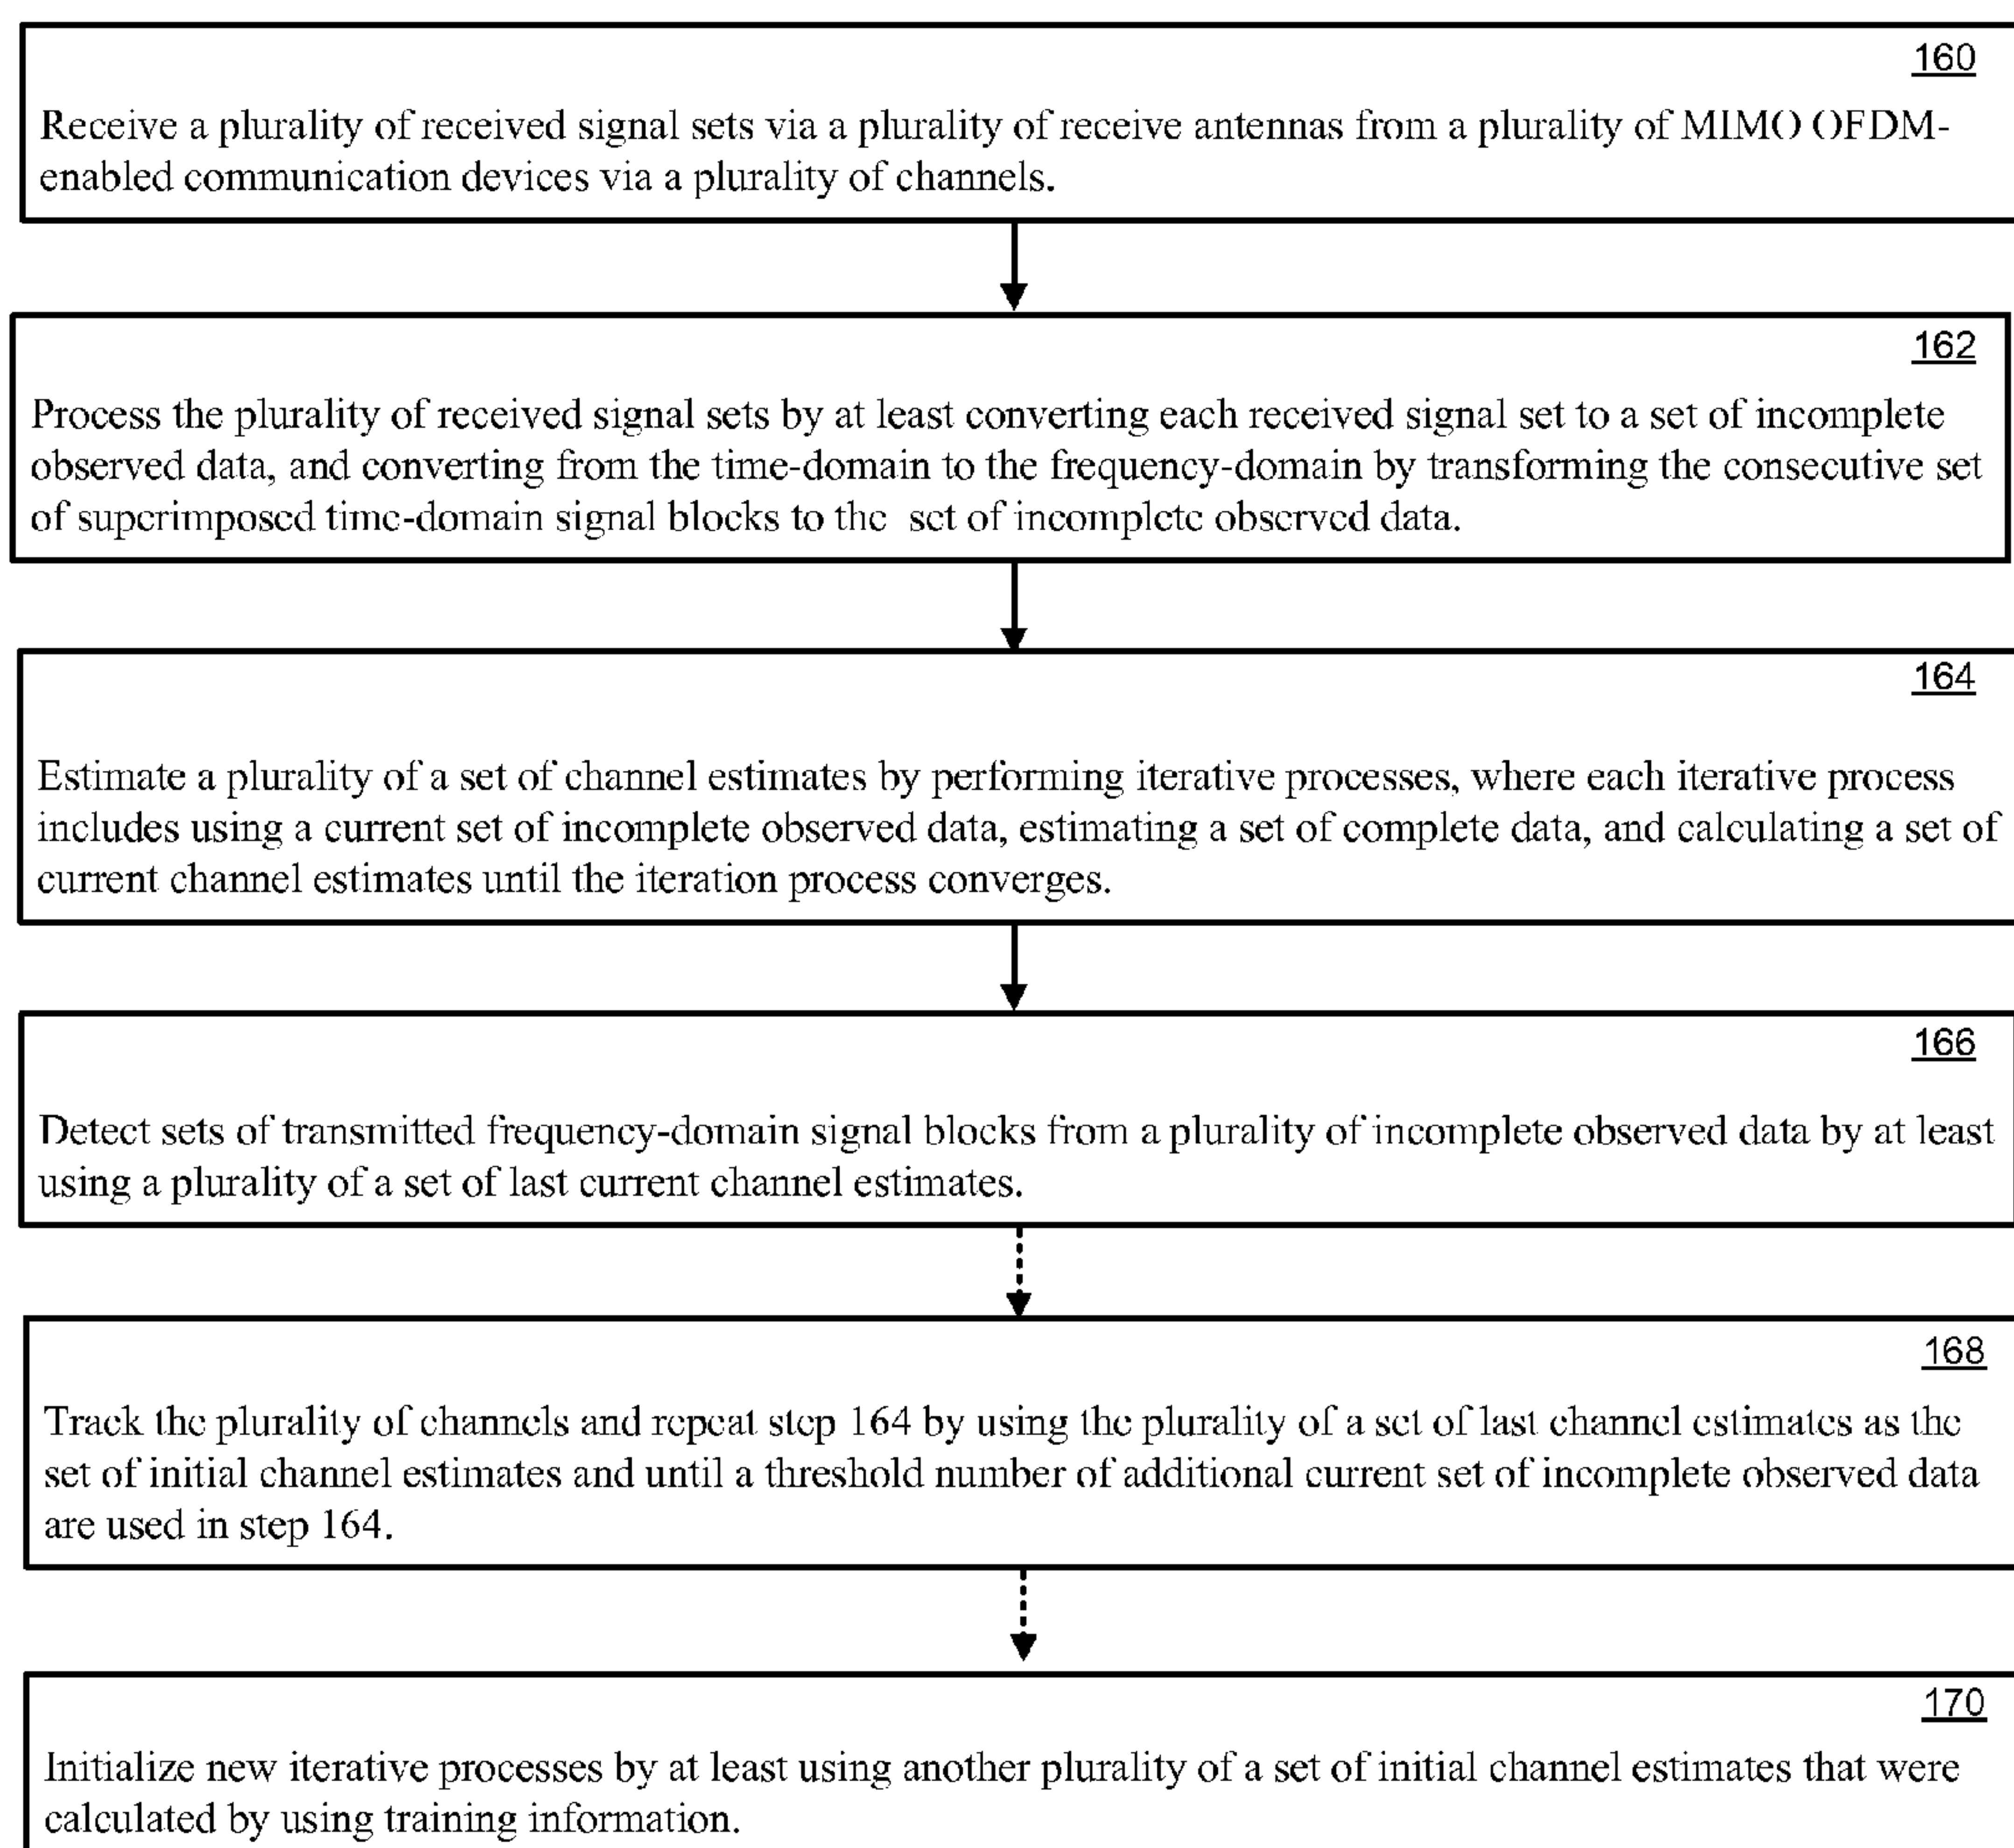 160
Receive a plurality of received signal sets via a plurality of receive antennas from a plurality of MIMO OFDM-
enabled communication devices via a plurality of channels.
162
Process the plurality of received signal sets by at least converting each received signal set to a set of incomplete
observed data, and converting from the time-domain to the frequency-domain by transforming the consecutive set
of superimposed time-domain signal blocks to the set of incomplete observed data.
164
Estimate a plurality of a set of channel estimates by performing iterative processes, where each iterative process
includes using a current set of incomplete observed data, estimating a set of complete data, and calculating a set of
current channel estimates until the iteration process converges.
166
Detect sets of transmitted frequency-domain signal blocks from a plurality of incomplete observed data by at least
using a plurality of a set of last current channel estimates.
168
Track the plurality of channels and repeat step 164 by using the plurality of a set of last channel estimates as the
set of initial channel estimates and until a threshold number of additional current set of incomplete observed data
are used in step 164.
170
Initialize new iterative processes by at least using another plurality of a set of initial channel estimates that were
calculated by using training information.